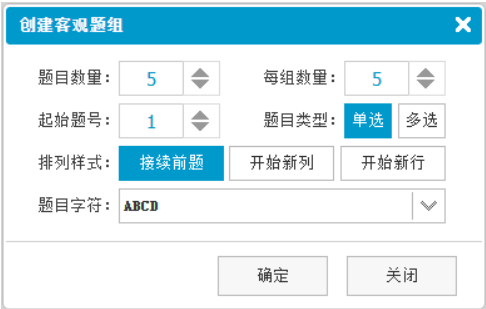 创建客观题组
题目数量： 5 每组数量： 5
起始题号： 1 题目类型： 单选 多选
排列样式： 接续前题 开始新列 开始新行
题目字符： ABCD
确定 关闭